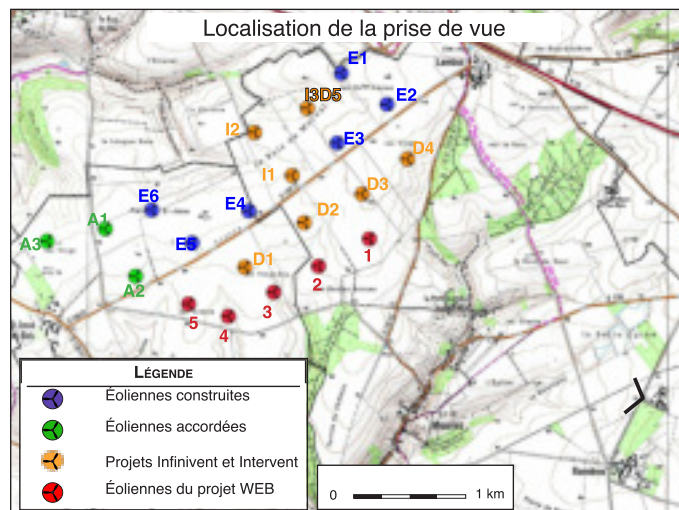 Localisation de la prise de vue
E1
I3D5
E2
I2
E3
D4
I1
D3
E6
E4
D2
A1
A3
E5
1
D1
2
A2
3
5
4
LÉGENDE
Éoliennes construites
Éoliennes accordées
Projets Infinivent et Intervent
Éoliennes du projet WEB
0
1 km